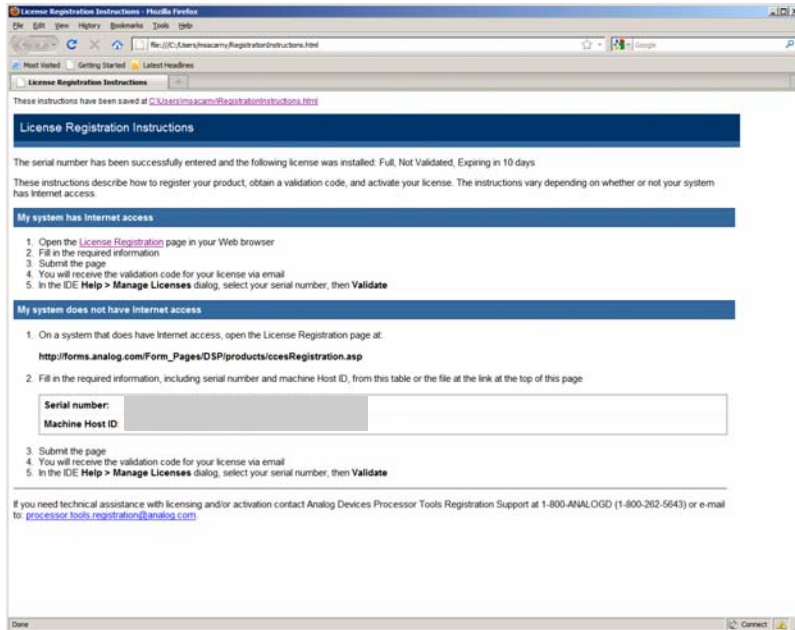 License Registration Instructions - Mozilla Firefox
File Edit View History Bookmarks Tools Help
file:///C:/Users/msacarny/RegistrationInstructions.html
Google
Most Visited Getting Started Latest Headlines
License Registration Instructions
These instructions have been saved at C:\Users\msacarny\RegistrationInstructions.html
License Registration Instructions
The serial number has been successfully entered and the following license was installed: Full, Not Validated, Expiring in 10 days
These instructions describe how to register your product, obtain a validation code, and activate your license. The instructions vary depending on whether or not your system
has Internet access.
My system has Internet access
1. Open the License Registration page in your Web browser
2. Fill in the required information
3. Submit the page
4. You will receive the validation code for your license via email
5. In the IDE Help > Manage Licenses dialog, select your serial number, then Validate
My system does not have Internet access
1. On a system that does have Internet access, open the License Registration page at:
http://forms.analog.com/Form_Pages/DSP/products/ccesRegistration.asp
2. Fill in the required information, including serial number and machine Host ID, from this table or the file at the link at the top of this page
Serial number:
Machine Host ID:
3. Submit the page
4. You will receive the validation code for your license via email
5. In the IDE Help > Manage Licenses dialog, select your serial number, then Validate
If you need technical assistance with licensing and/or activation contact Analog Devices Processor Tools Registration Support at 1-800-ANALOGD (1-800-262-5643) or e-mail
to: processor.tools.registration@analog.com.
Done
Connect